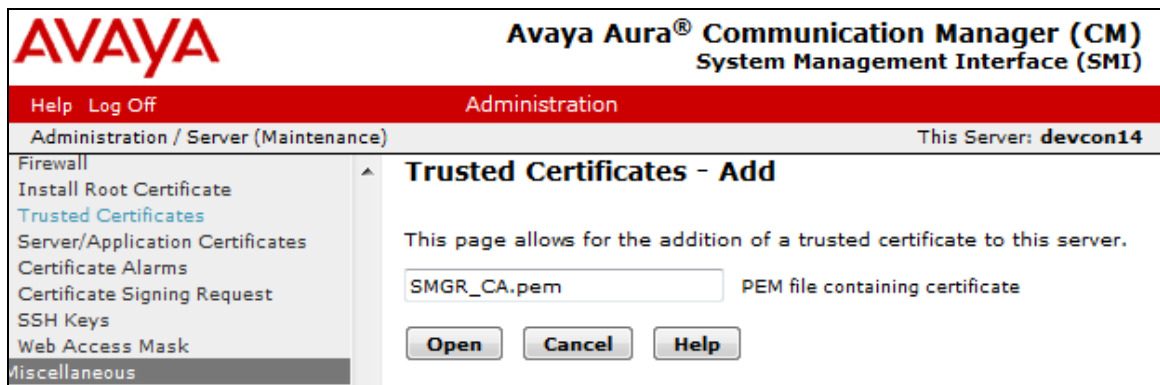 AVAYA
Avaya Aura® Communication Manager (CM)
System Management Interface (SMI)
Help Log Off
Administration
Administration / Server (Maintenance)
This Server: devcon14
Firewall
Install Root Certificate
Trusted Certificates
Server/Application Certificates
Certificate Alarms
Certificate Signing Request
SSH Keys
Web Access Mask
Miscellaneous
Trusted Certificates - Add
This page allows for the addition of a trusted certificate to this server.
SMGR_CA.pem
PEM file containing certificate
Open
Cancel
Help